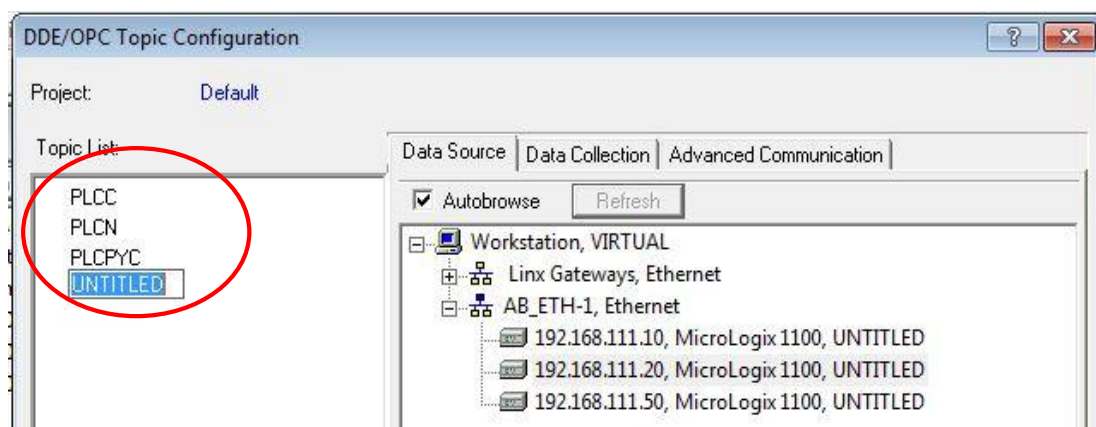 DDE/OPC Topic Configuration
?
Project: Default
Topic List:
PLCC
PLCN
PLCPYC
UNTITLED
Data Source Data Collection Advanced Communication
Autobrowse Refresh
Workstation, VIRTUAL
Linx Gateways, Ethernet
AB_ETH-1, Ethernet
192.168.111.10, MicroLogix 1100, UNTITLED
192.168.111.20, MicroLogix 1100, UNTITLED
192.168.111.50, MicroLogix 1100, UNTITLED